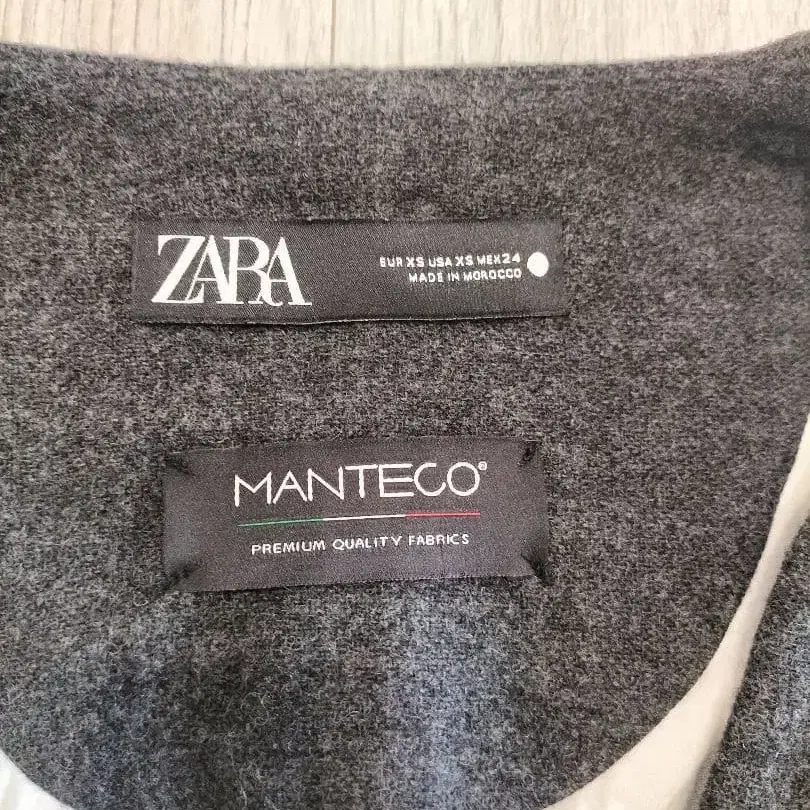 ZARA
EUR XS USA XS MEX 24
MADE IN MOROCCO
MANTECO®
PREMIUM QUALITY FABRICS